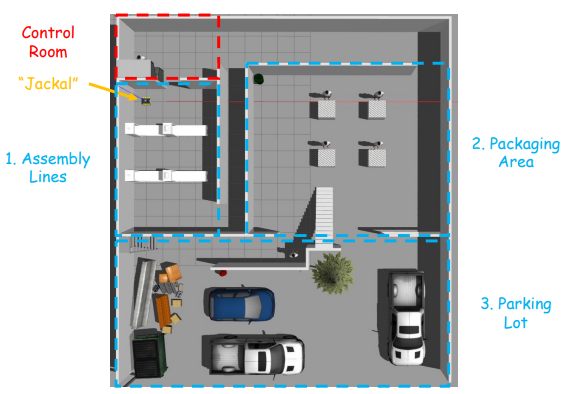 Control
Room
“Jackal”
1. Assembly
Lines
2. Packaging
Area
3. Parking
Lot